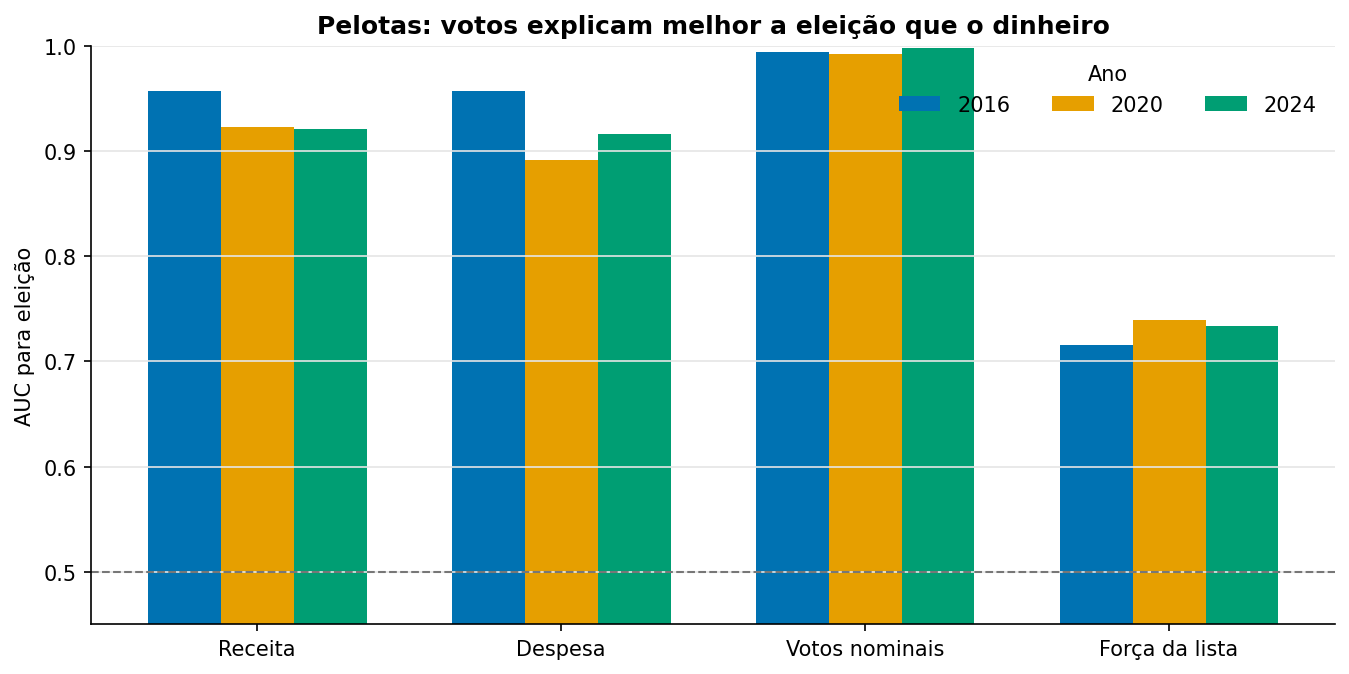 Pelotas: votos explicam melhor a eleição que o dinheiro
AUC para eleição
1.0
0.9
0.8
0.7
0.6
0.5
Ano
2016 2020 2024
Receita Despesa Votos nominais Força da lista